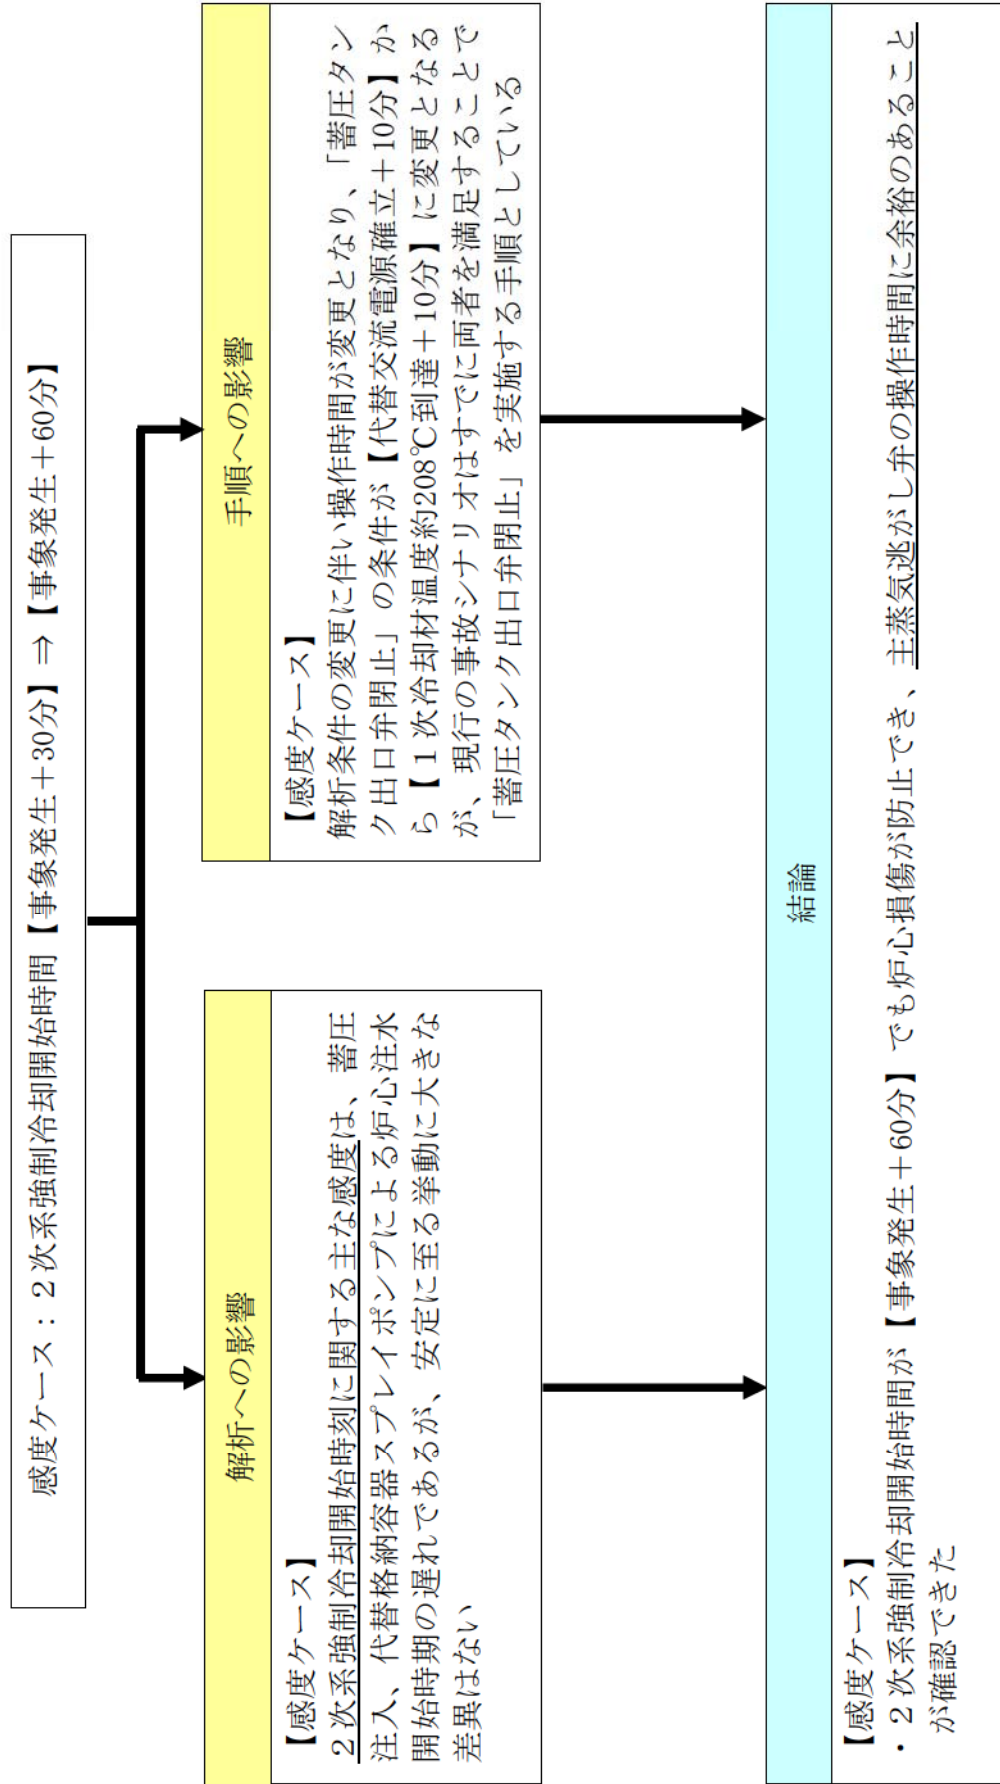 感度ケース：２次系強制冷却開始時間【事象発生＋30分】⇒【事象発生＋60分】
解析への影響
【感度ケース】
２次系強制冷却開始時刻に関する主な感度は、蓄圧
注入、代替格納容器スプレイポンプによる炉心注水
開始時期の遅れであるが、安定に至る挙動に大きな
差異はない
手順への影響
【感度ケース】
解析条件の変更に伴い操作時間が変更となり、「蓄圧タン
ク出口弁閉止」の条件が【代替交流電源確立＋10分】か
ら【１次冷却材温度約208℃到達＋10分】に変更となる
が、現行の事故シナリオはすでに両者を満足することで
「蓄圧タンク出口弁閉止」を実施する手順としている
結論
【感度ケース】
・２次系強制冷却開始時間が【事象発生＋60分】でも炉心損傷が防止でき、主蒸気逃がし弁の操作時間に余裕のあること
が確認できた